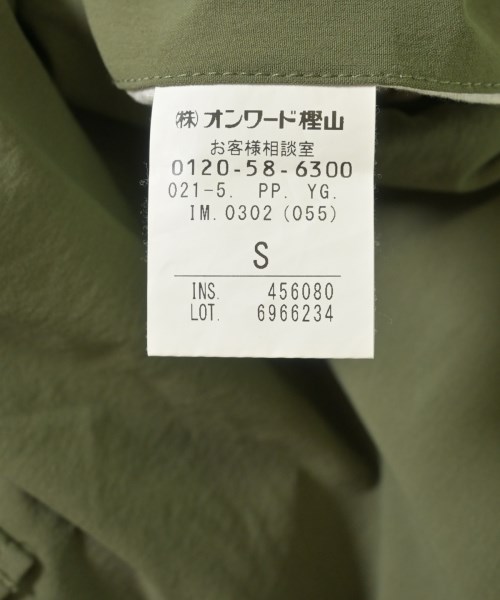 (株)オンワード樫山
お客様相談室
0120-58-6300
021-5. PP. YG.
IM. 0302 (055)
S
INS. 456080
LOT. 6966234